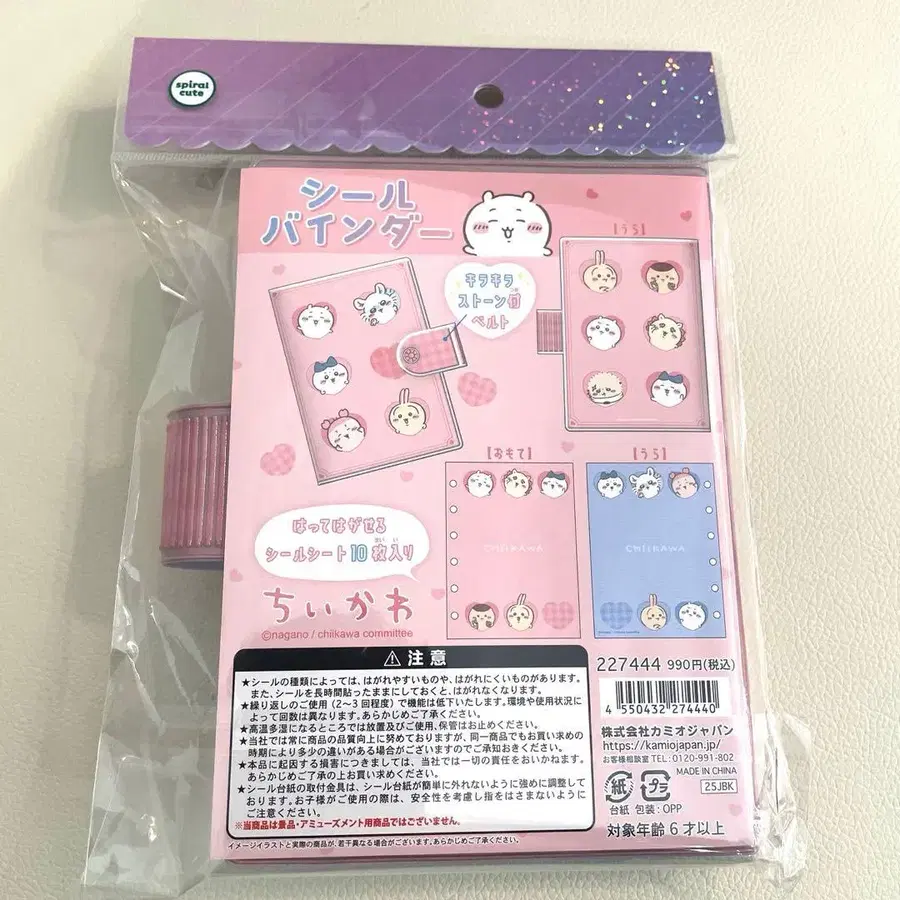 spiral
cute
シール
バインダー
キラキラ
ストーン付
つき
ベルト
【うら】
【おもて】
【うら】
CHIIKAWA
CHIIKAWA
はってはがせる
シールシート10枚入り
まい い
ちいかわ
©nagano / chiikawa committee
⚠ 注意
★シールの種類によっては、はがれやすいものや、はがれにくいものがあります。
また、シールを長時間貼ったままにしておくと、はがれなくなります。
★繰り返しのご使用(2～3回程度)で機能は低下いたします。環境や使用状況に
よって回数は異なります。あらかじめご了承ください。
★高温多湿になるところでは放置及びご使用、保管はお止めください。
★当社では常に商品の品質向上に努めておりますが、同一商品でもお買い求めの
時期により多少の違いがある場合がございますのでご承知おきください。
★本品に起因する損害につきましては、当社では一切の責任をおいかねます。
あらかじめご了承の上お買い求めください。
★シール台紙の取付金具は、シール台紙が簡単に外れないように強めに調整して
おります。お子様がご使用の際は、安全性を考慮し指をはさまないように
ご注意ください。
※当商品は景品・アミューズメント用商品ではございません。
イメージイラストと実際の商品が、若干異なる場合がございます。あらかじめご了承ください。
227444 990円(税込)
4 550432 274440
株式会社カミオジャパン
https://kamiojapan.jp/
お客様相談室 TEL:0120-991-802
MADE IN CHINA
紙 プラ 25JBK
台紙 包装:OPP
対象年齢6才以上